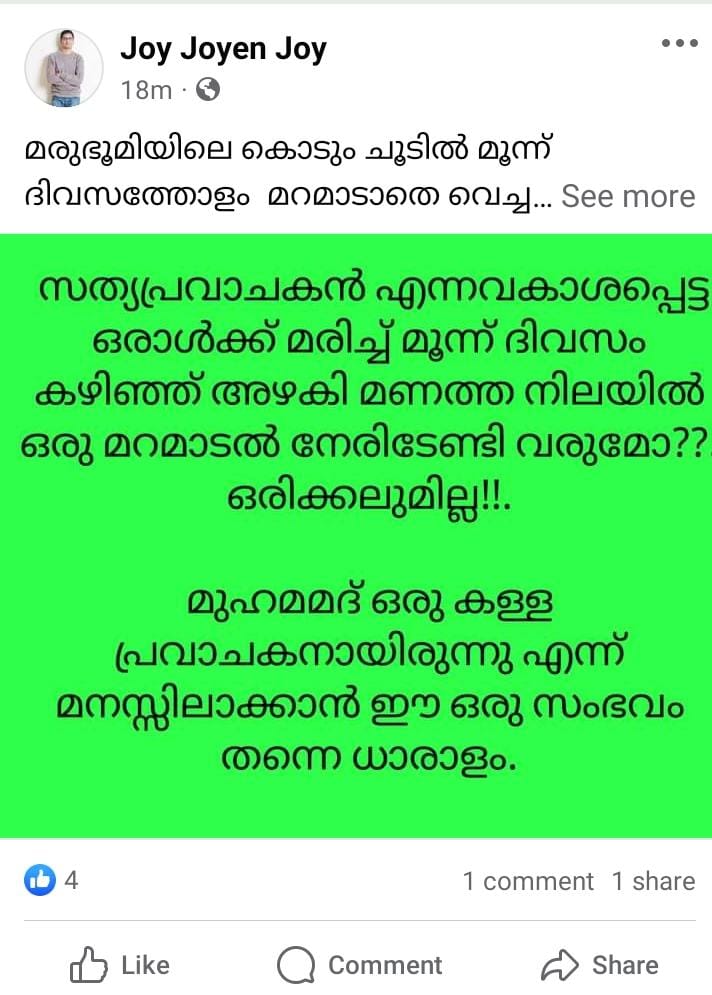 Joy Joyen Joy
18m ·
മരുഭൂമിയിലെ കൊടും ചൂടിൽ മൂന്ന്
ദിവസത്തോളം മറമാടാതെ വെച്ച... See more
സത്യപ്രവാചകൻ എന്നവകാശപ്പെട്ട
ഒരാൾക്ക് മരിച്ച് മൂന്ന് ദിവസം
കഴിഞ്ഞ് അഴകി മണത്ത നിലയിൽ
ഒരു മറമാടൽ നേരിടേണ്ടി വരുമോ??.
ഒരിക്കലുമില്ല!!.
മുഹമമദ് ഒരു കള്ള
പ്രവാചകനായിരുന്നു എന്ന്
മനസ്സിലാക്കാൻ ഈ ഒരു സംഭവം
തന്നെ ധാരാളം.
4 1 comment 1 share
Like Comment Share